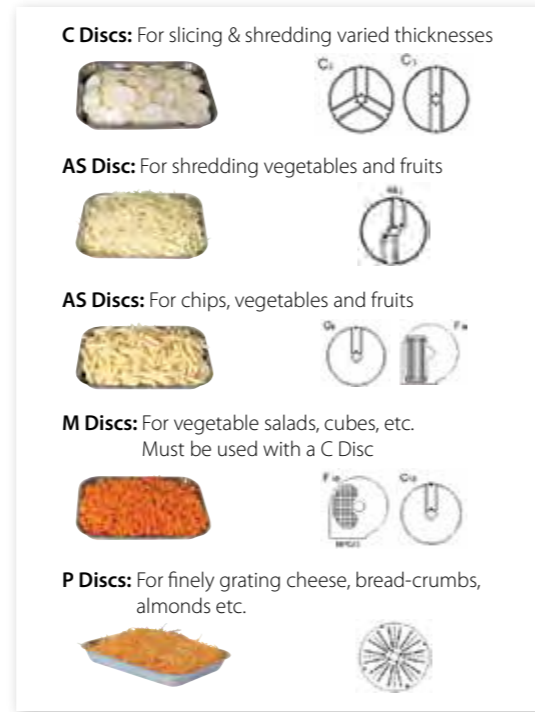 C Discs: For slicing & shredding varied thicknesses
AS Disc: For shredding vegetables and fruits
AS Discs: For chips, vegetables and fruits
M Discs: For vegetable salads, cubes, etc.
Must be used with a C Disc
P Discs: For finely grating cheese, bread-crumbs,
almonds etc.